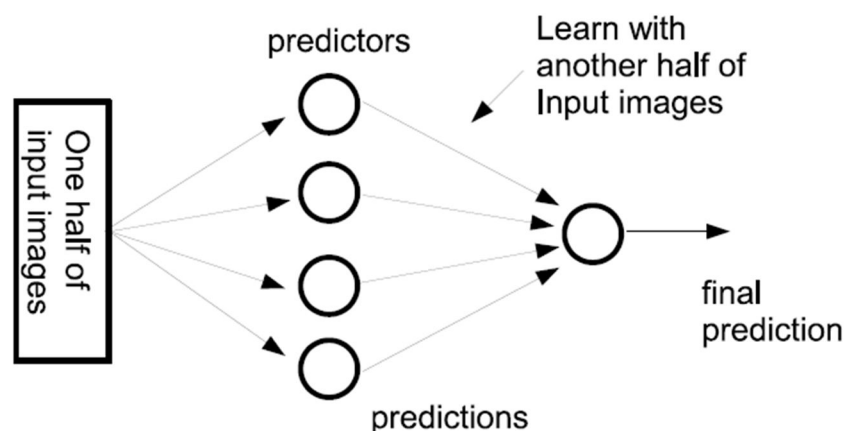 predictors
Learn with
another half of
Input images
One half of
input images
final
prediction
predictions